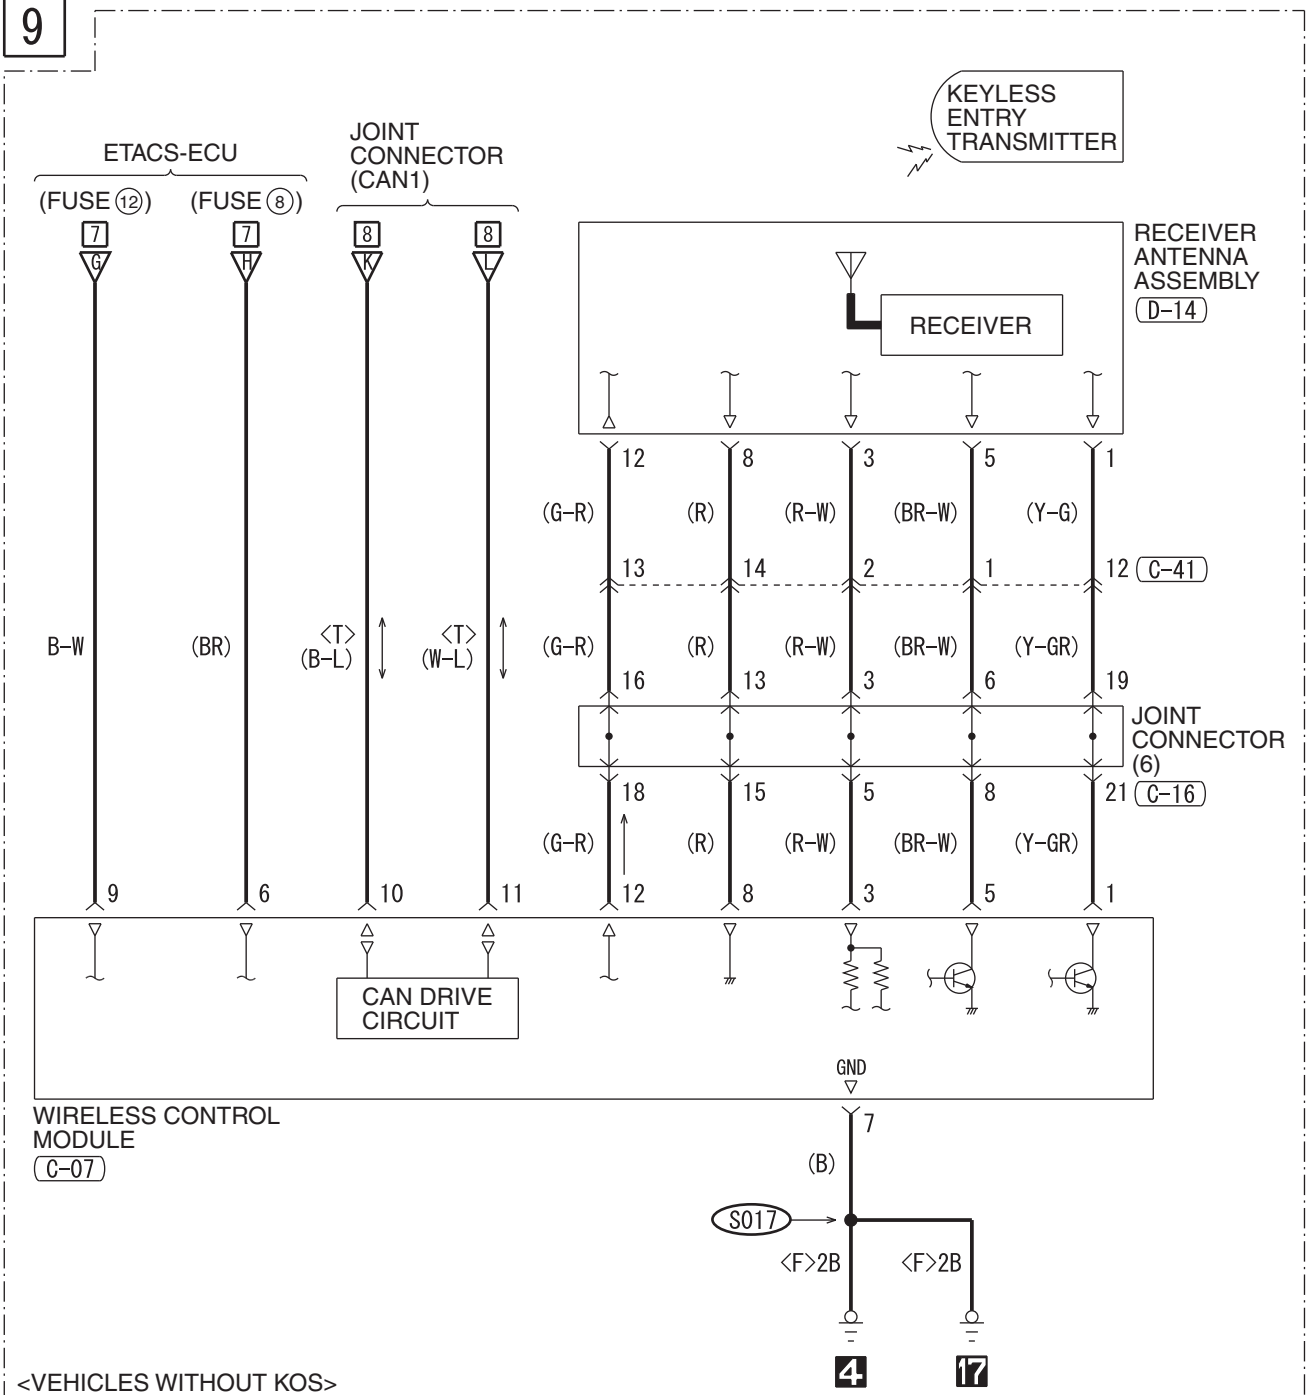 9
KEYLESS
ENTRY
TRANSMITTER
ETACS-ECU
JOINT
CONNECTOR
(CAN1)
(FUSE 12) (FUSE 8)
7 7 8 8
G H K L
RECEIVER
ANTENNA
ASSEMBLY
D-14
RECEIVER
12 8 3 5 1
(G-R) (R) (R-W) (BR-W) (Y-G)
13 14 2 1 12 C-41
B-W (BR) <T> (B-L) <T> (W-L) (G-R) (R) (R-W) (BR-W) (Y-GR)
16 13 3 6 19
JOINT
CONNECTOR
(6)
18 15 5 8 21 C-16
(G-R) (R) (R-W) (BR-W) (Y-GR)
9 6 10 11 12 8 3 5 1
CAN DRIVE
CIRCUIT
GND
WIRELESS CONTROL
MODULE
C-07
7
(B)
S017
<F>2B <F>2B
4 17
<VEHICLES WITHOUT KOS>